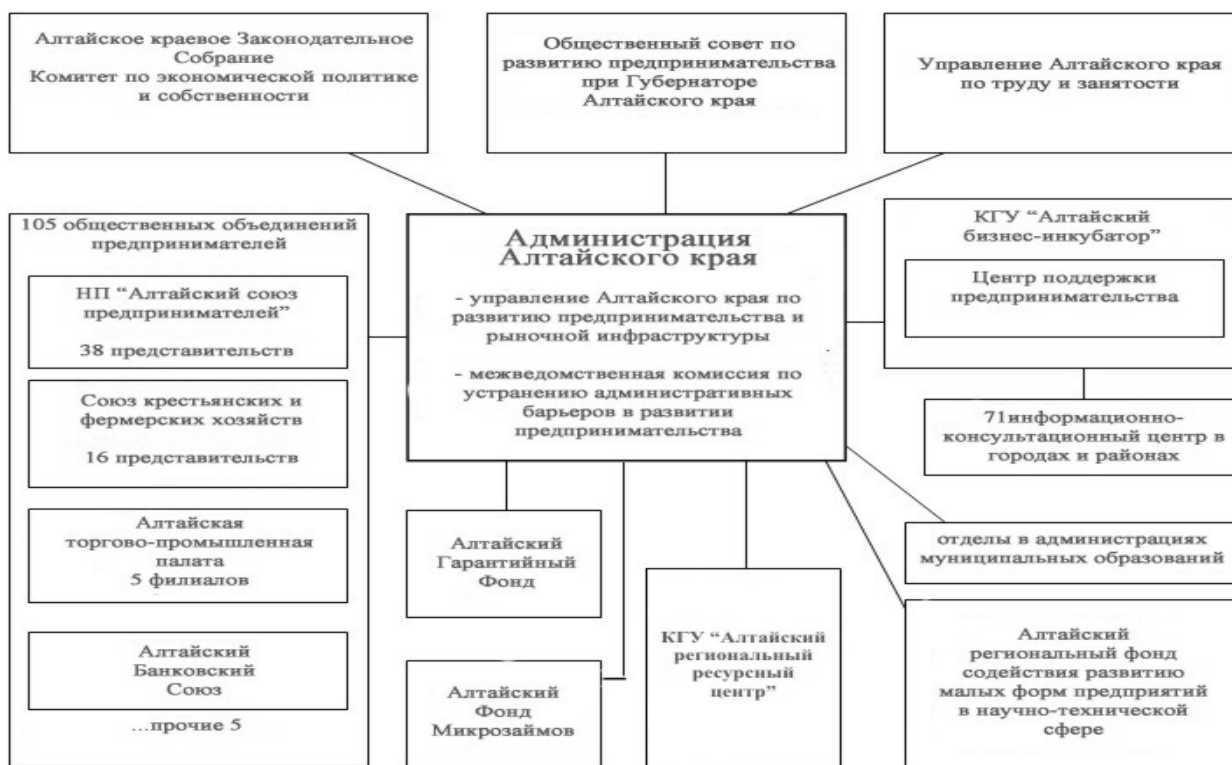 Алтайское краевое Законодательное
Собрание
Комитет по экономической политике
и собственности
Общественный совет по
развитию предпринимательства
при Губернаторе
Алтайского края
Управление Алтайского края
по труду и занятости
105 общественных объединений
предпринимателей
НП “Алтайский союз
предпринимателей”
38 представительств
Союз крестьянских и
фермерских хозяйств
16 представительств
Алтайская
торгово-промышленная
палата
5 филиалов
Алтайский
Банковский
Союз
...прочие 5
Администрация
Алтайского края
- управление Алтайского края по
развитию предпринимательства и
рыночной инфраструктуры
- межведомственная комиссия по
устранению административных
барьеров в развитии
предпринимательства
КГУ “Алтайский
бизнес-инкубатор”
Центр поддержки
предпринимательства
71информационно-
консультационный центр в
городах и районах
Алтайский
Гарантийный
Фонд
Алтайский
Фонд
Микрозаймов
КГУ “Алтайский
региональный
ресурсный
центр”
отделы в администрациях
муниципальных образований
Алтайский
региональный фонд
содействия развитию
малых форм предприятий
в научно-технической
сфере